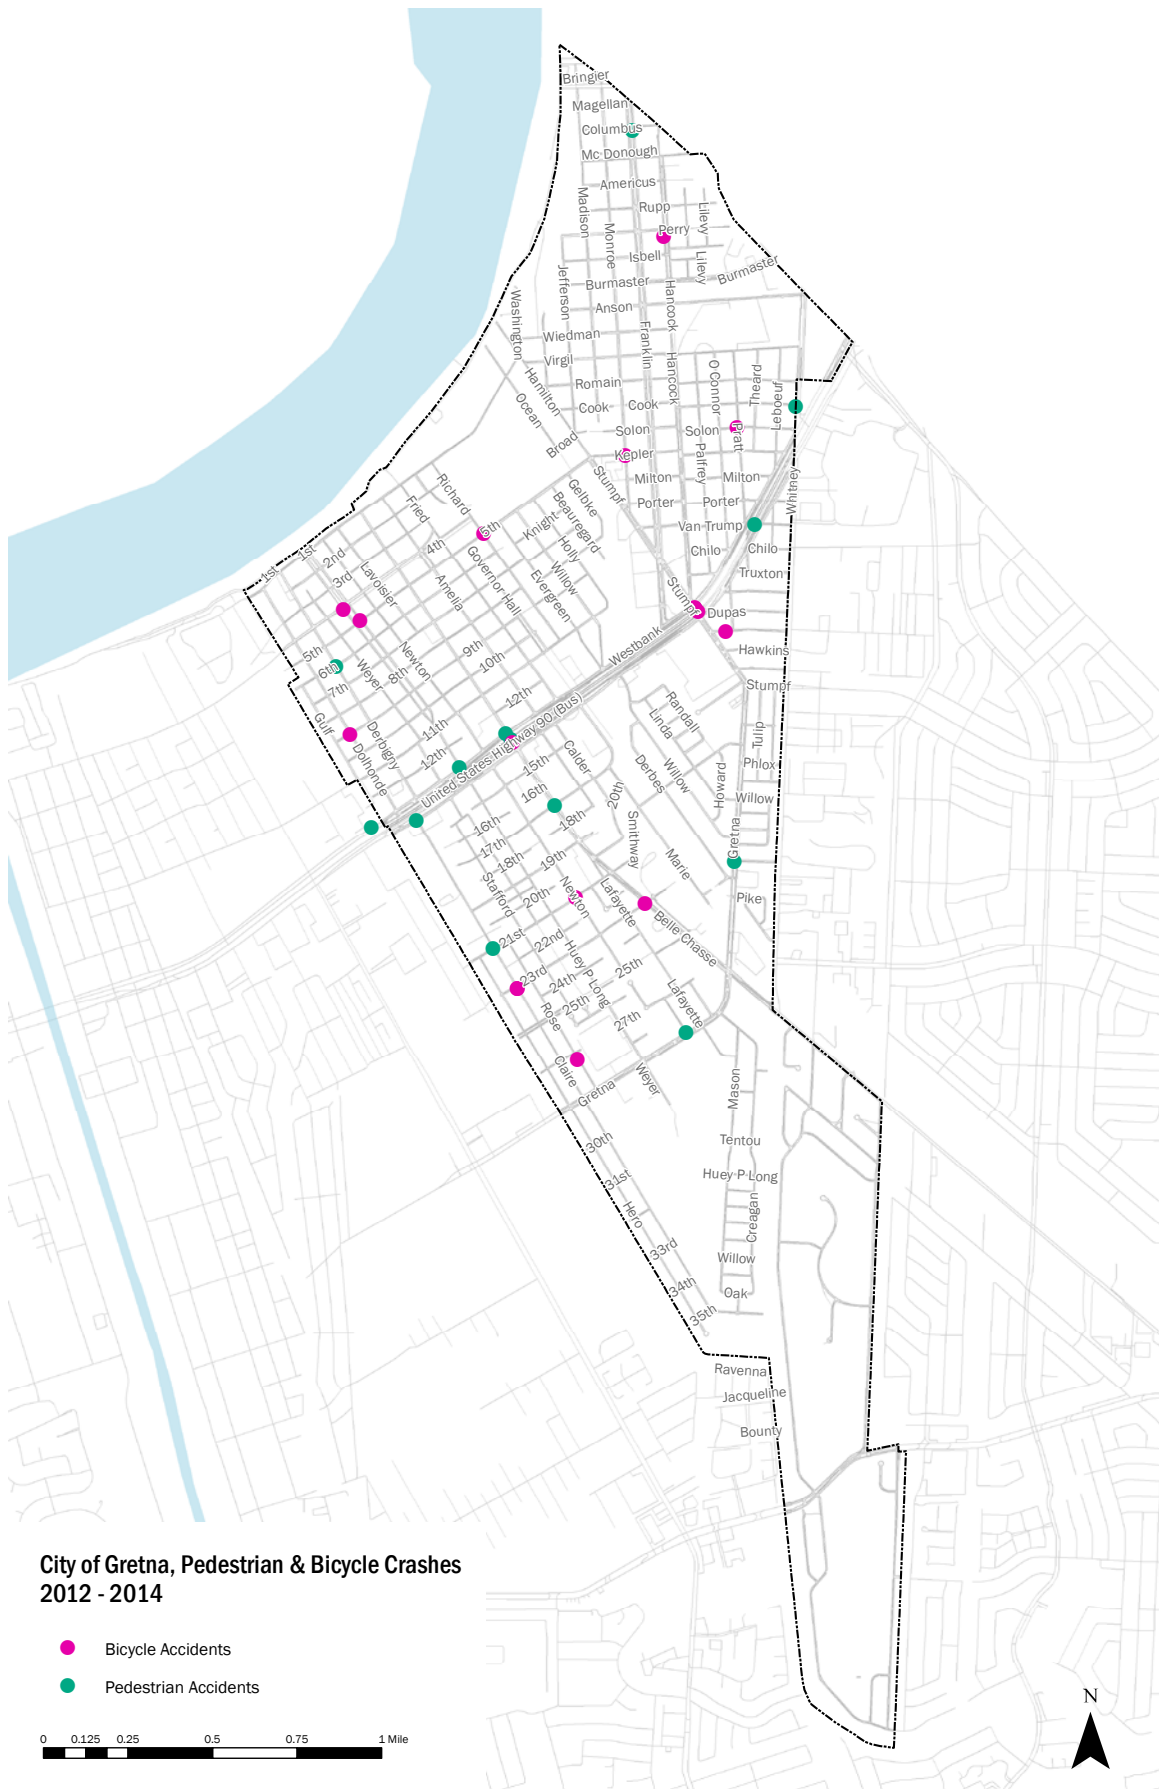 Bringier
Magellan
Columbus
Mc Donough
Americus
Madison
Rupp
Lilevy
Monroe
Perry
Isbell
Lilevy
Burmaster
Jefferson
Burmaster
Hancock
Washington
Anson
Wiedman
Franklin
Virgil
Hancock
O'Connor
Theard
Hamilton
Romain
Leboeuf
Ocean
Cook
Cook
Solon
Solon
Pratt
Broad
Kepler
Palfrey
Stumpf
Milton
Milton
Whitney
Richard
Gelbke
Porter
Porter
Fried
Beauregard
Knight
Van Trump
5th
4th
Holly
Chilo
Chilo
1st
2nd
Governor Hall
Willow
Truxton
1st
3rd
Lavoisier
Amelia
Evergreen
Stumpf
Dupas
5th
9th
Westbank
Hawkins
6th
Weyer
Newton
10th
7th
8th
Stumpf
12th
Randall
Gulf
11th
Linda
Tulip
Derbigny
United States Highway 90 (Bus)
Dolhonde
12th
15th
Calder
Derbes
Willow
Howard
Phlox
16th
20th
Willow
16th
18th
Smithway
Gretna
17th
18th
19th
Marie
Stafford
20th
Newton
Lafayette
Pike
21st
22nd
Belle Chasse
23rd
Huey P Long
24th
25th
25th
Lafayette
Rose
27th
Claire
Weyer
Gretna
Mason
30th
Tentou
31st
Huey P Long
Hero
Creagan
33rd
Willow
34th
Oak
35th
Ravenna
Jacqueline
Bounty
City of Gretna, Pedestrian & Bicycle Crashes
2012 - 2014
Bicycle Accidents
Pedestrian Accidents
0 0.125 0.25 0.5 0.75 1 Mile
N